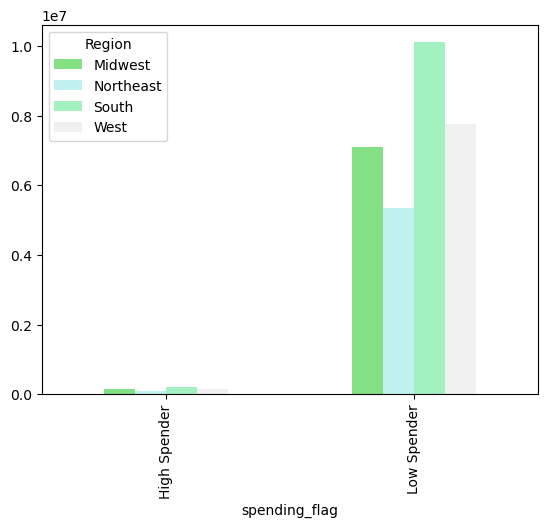 1e7
Region
Midwest
Northeast
South
West
1.0
0.8
0.6
0.4
0.2
0.0
High Spender
Low Spender
spending_flag